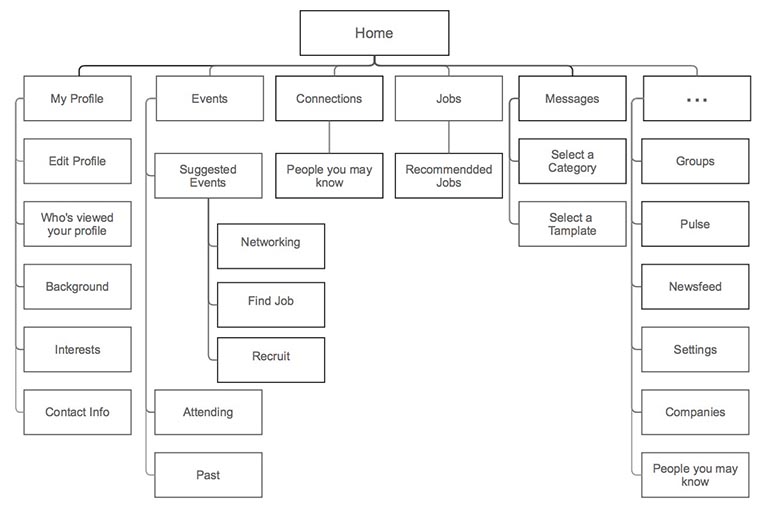 Home
My Profile
Events
Connections
Jobs
Messages
...
Edit Profile
Suggested
Events
People you may
know
Recommendded
Jobs
Select a
Category
Groups
Who's viewed
your profile
Networking
Select a
Tamplate
Pulse
Background
Find Job
Newsfeed
Interests
Recruit
Settings
Contact Info
Attending
Companies
Past
People you may
know